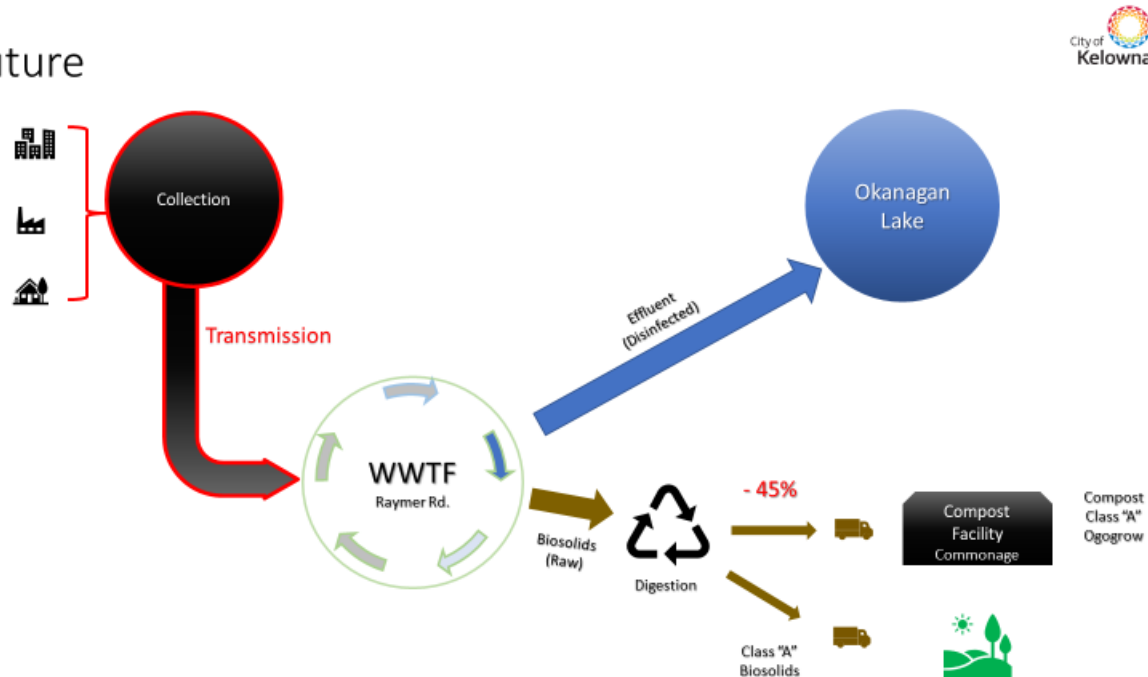 City of
Kelowna
uture
Collection
Okanagan
Lake
Transmission
Effluent
(Disinfected)
WWTF
Raymer Rd.
Biosolids
(Raw)
Digestion
- 45%
Compost
Facility
Commonage
Compost
Class "A"
Ogogrow
Class "A"
Biosolids